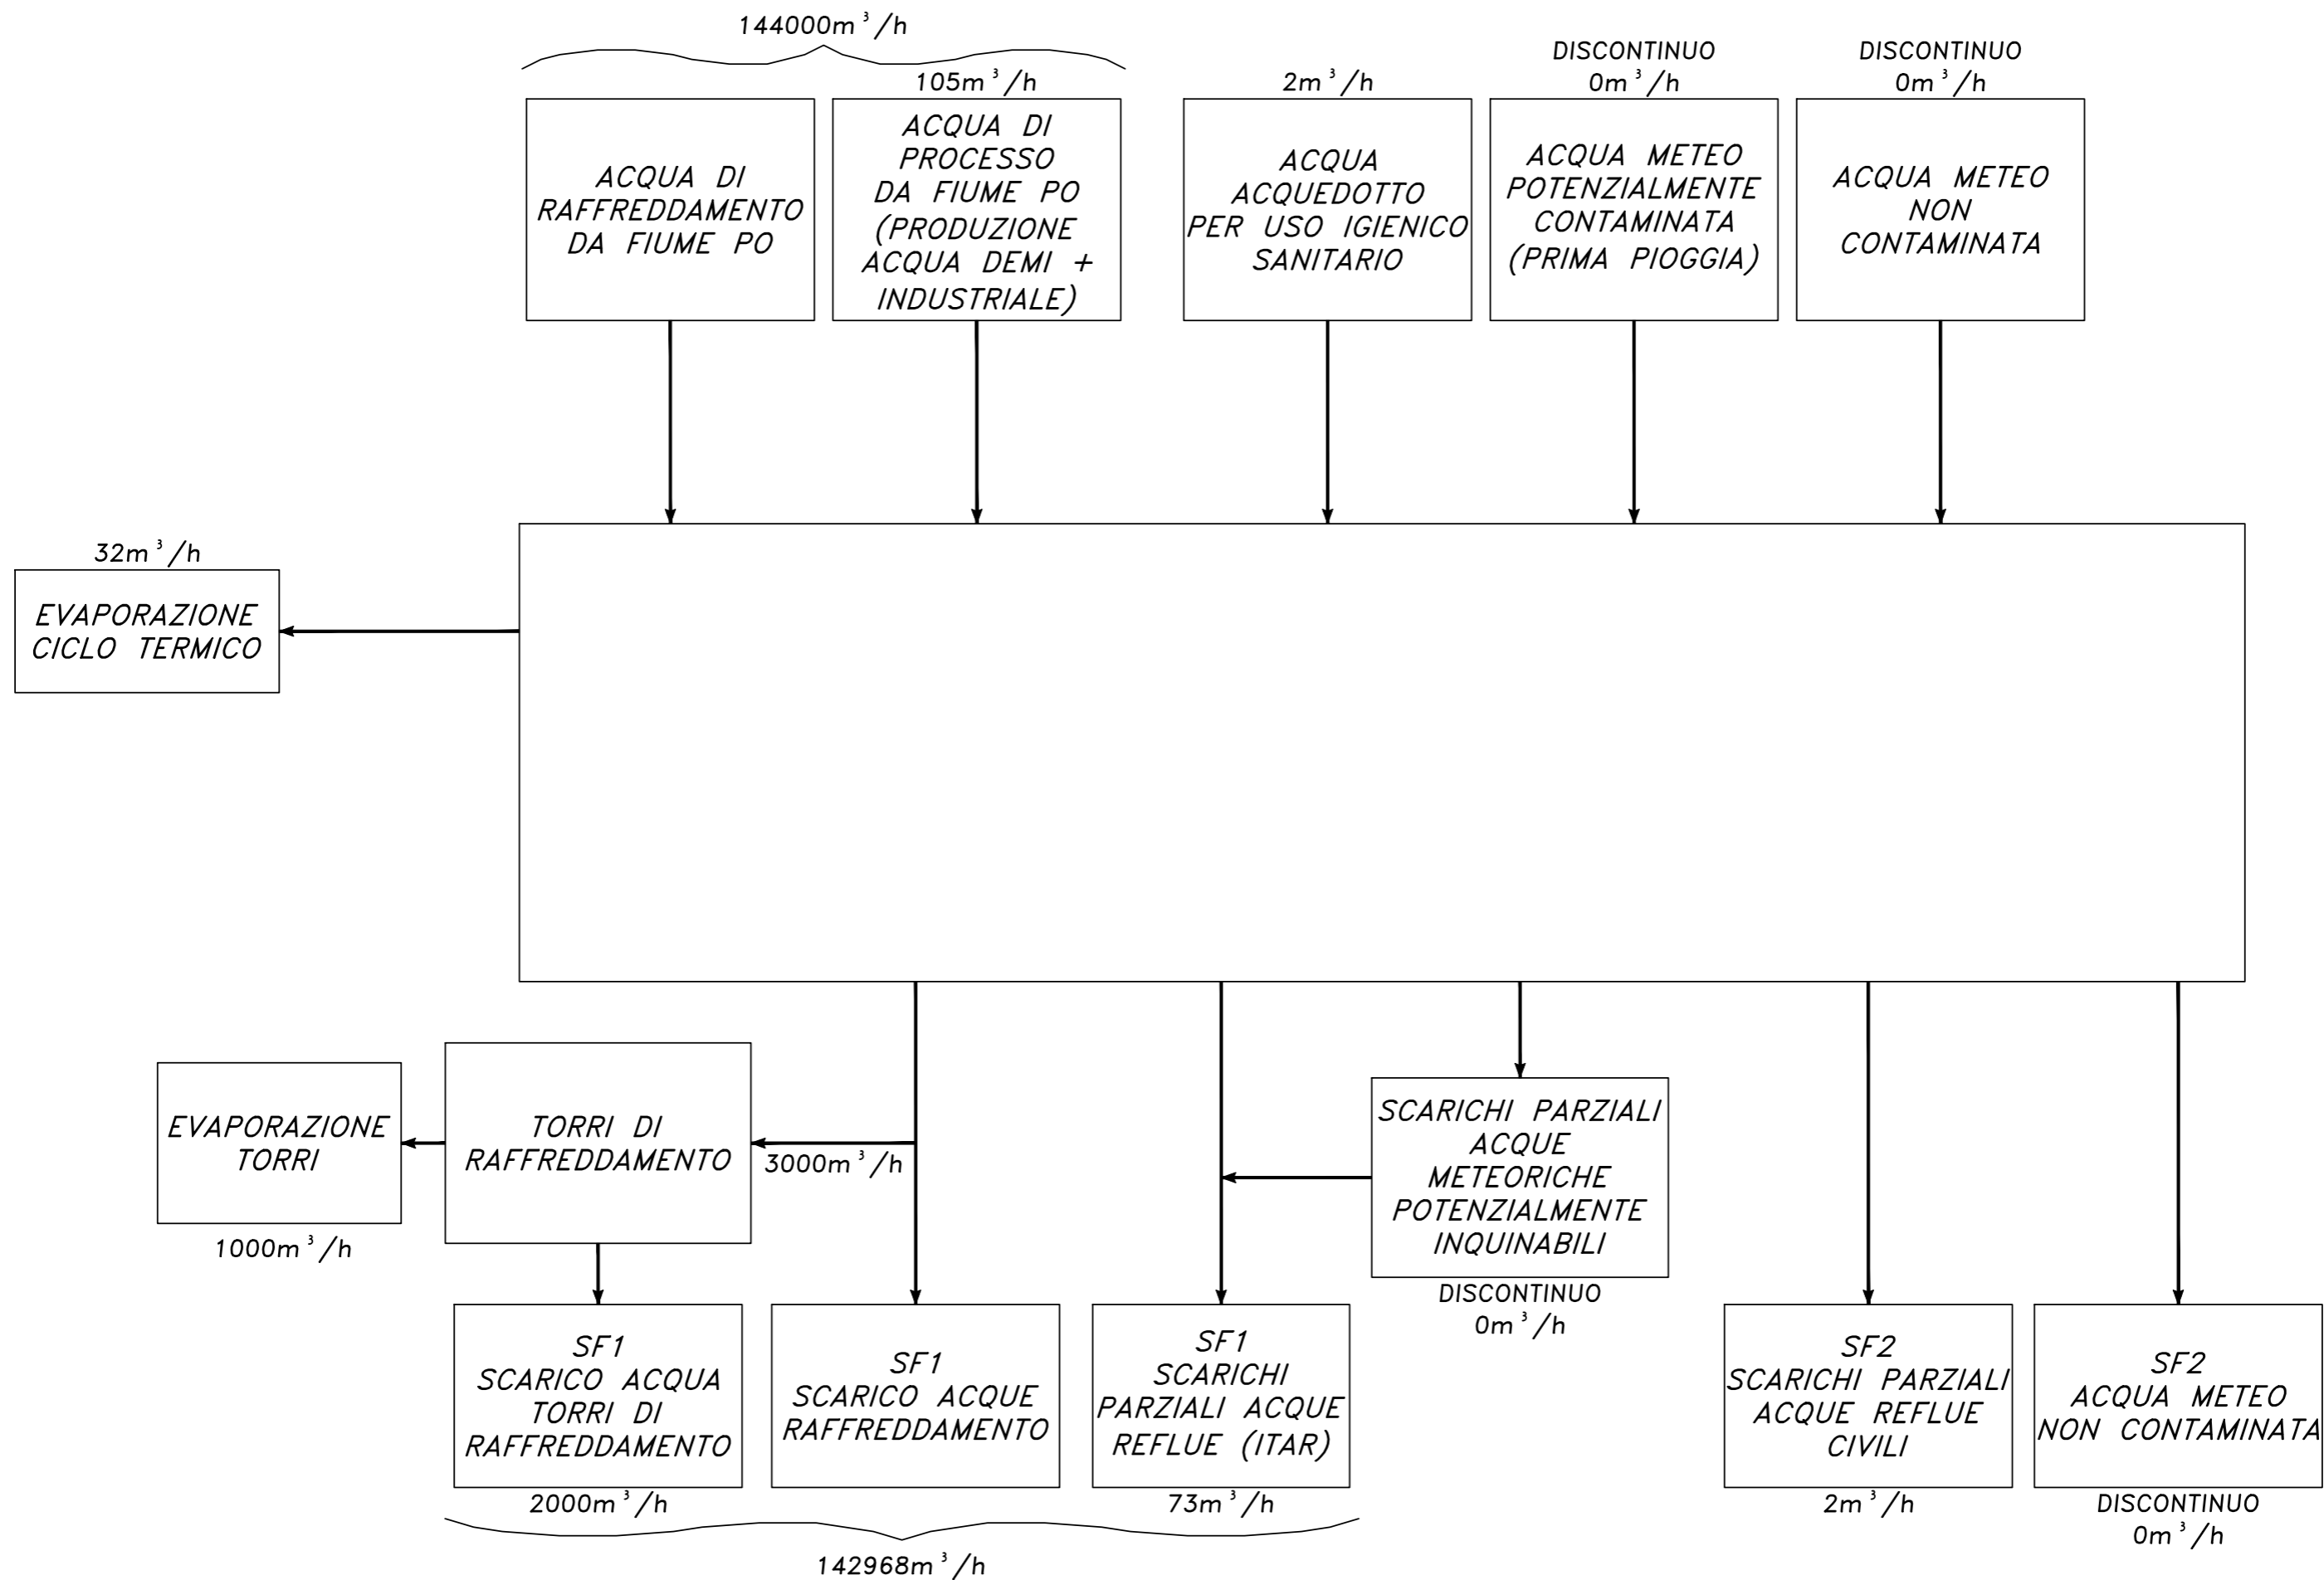 144000m³/h
105m³/h
2m³/h
DISCONTINUO
0m³/h
DISCONTINUO
0m³/h
ACQUA DI
RAFFREDDAMENTO
DA FIUME PO
ACQUA DI
PROCESSO
DA FIUME PO
(PRODUZIONE
ACQUA DEMI +
INDUSTRIALE)
ACQUA
ACQUEDOTTO
PER USO IGIENICO
SANITARIO
ACQUA METEO
POTENZIALMENTE
CONTAMINATA
(PRIMA PIOGGIA)
ACQUA METEO
NON
CONTAMINATA
32m³/h
EVAPORAZIONE
CICLO TERMICO
EVAPORAZIONE
TORRI
1000m³/h
TORRI DI
RAFFREDDAMENTO
3000m³/h
SCARICHI PARZIALI
ACQUE
METEORICHE
POTENZIALMENTE
INQUINABILI
DISCONTINUO
0m³/h
SF1
SCARICO ACQUA
TORRI DI
RAFFREDDAMENTO
2000m³/h
SF1
SCARICO ACQUE
RAFFREDDAMENTO
SF1
SCARICHI
PARZIALI ACQUE
REFLUE (ITAR)
73m³/h
SF2
SCARICHI PARZIALI
ACQUE REFLUE
CIVILI
2m³/h
SF2
ACQUA METEO
NON CONTAMINATA
DISCONTINUO
0m³/h
142968m³/h